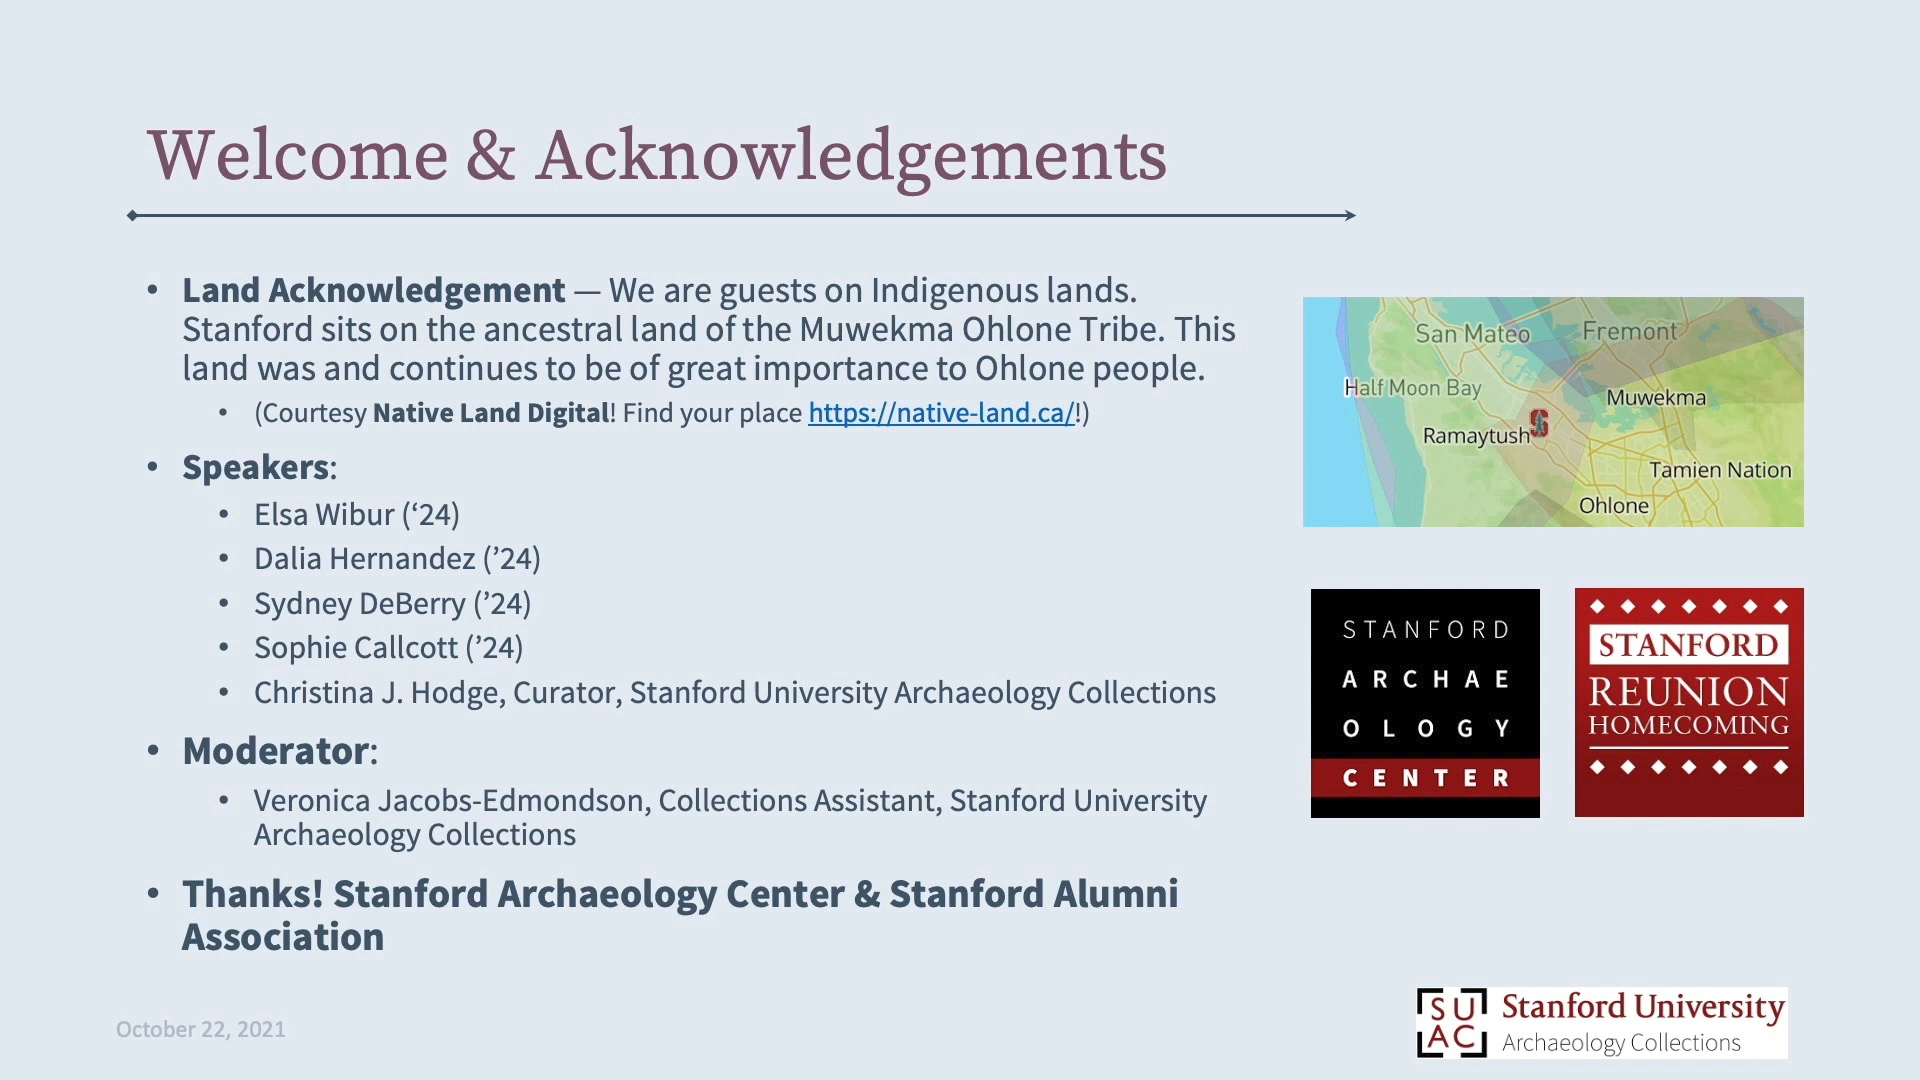 Welcome & Acknowledgements
• Land Acknowledgement — We are guests on Indigenous lands.
Stanford sits on the ancestral land of the Muwekma Ohlone Tribe. This
land was and continues to be of great importance to Ohlone people.
• (Courtesy Native Land Digital! Find your place https://native-land.ca/!)
• Speakers:
• Elsa Wibur (‘24)
• Dalia Hernandez (’24)
• Sydney DeBerry (’24)
• Sophie Callcott (’24)
• Christina J. Hodge, Curator, Stanford University Archaeology Collections
• Moderator:
• Veronica Jacobs-Edmondson, Collections Assistant, Stanford University
Archaeology Collections
• Thanks! Stanford Archaeology Center & Stanford Alumni
Association
San Mateo
Fremont
Half Moon Bay
Muwekma
Ramaytush
S
Tamien Nation
Ohlone
STANFORD
ARCHAE
OLOGY
CENTER
STANFORD
REUNION
HOMECOMING
October 22, 2021
SU
AC
Stanford University
Archaeology Collections